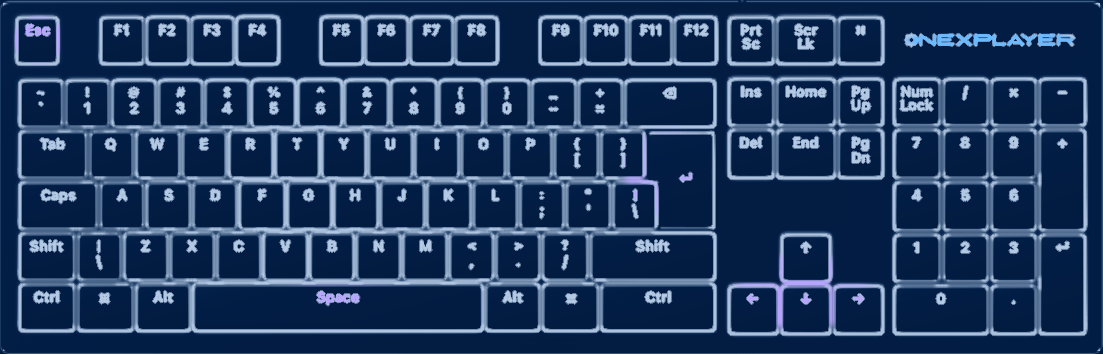 Esc F1 F2 F3 F4 F5 F6 F7 F8 F9 F10 F11 F12 Prt Sc Scr Lk ONEXPLAYER
~ ! @ # $ % ^ & * ( ) _ + Ins Home Pg Up Num Lock / × -
` 1 2 3 4 5 6 7 8 9 0 - =
Tab Q W E R T Y U I O P { [ } ] Del End Pg Dn 7 8 9 +
Caps A S D F G H J K L : ; " ' | \ 4 5 6
Shift | \ Z X C V B N M < , > . ? / Shift ↑ 1 2 3 ↵
Ctrl ⌘ Alt Space Alt ⌘ Ctrl ← ↓ → 0 .